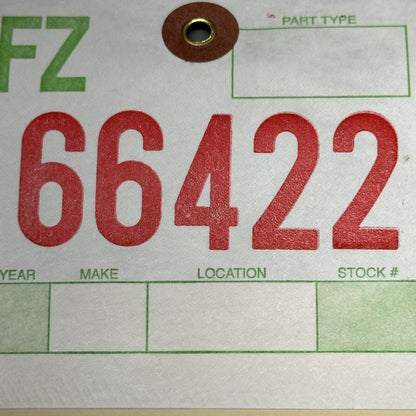 FZ
PART TYPE
66422
YEAR MAKE LOCATION STOCK #